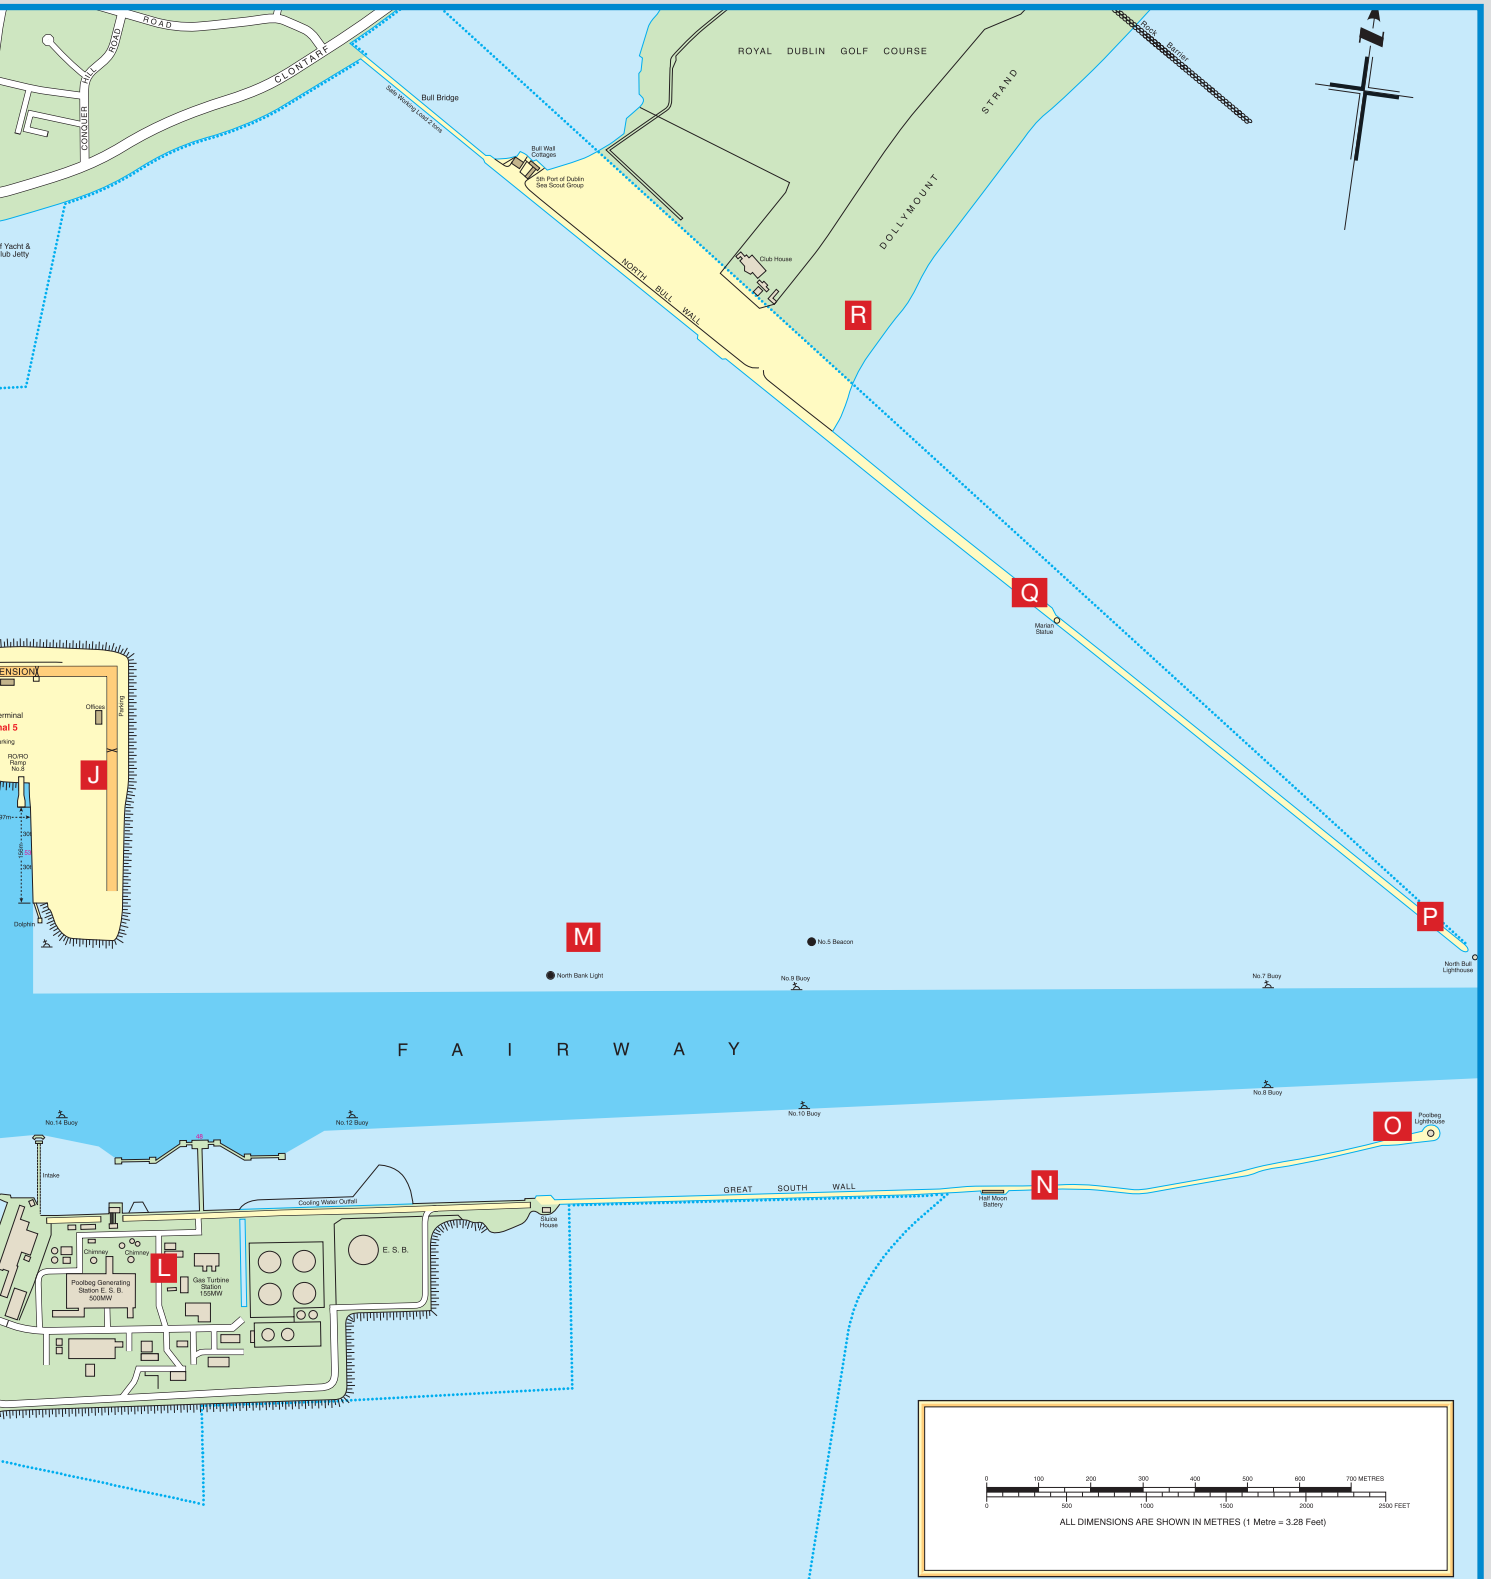 ROAD
ROAD
HILL
CONQUER
CLONTARF
Safe Working Load 2 tons
Bull Bridge
ROYAL DUBLIN GOLF COURSE
Rock Barrier
N
STRAND
DOLLYMOUNT
Bull Wall
Cottages
5th Port of Dublin
Sea Scout Group
f Yacht &
lub Jetty
NORTH BULL WALL
Club House
R
Q
Marian
Statue
ENSION
Offices
Parking
erminal
nal 5
arking
RO/RO
Ramp
No.8
J
97m
156m
Dolphin
M
No.5 Beacon
North Bank Light
No.9 Buoy
No.7 Buoy
P
North Bull
Lighthouse
FAIRWAY
No.14 Buoy
No.12 Buoy
No.10 Buoy
No.8 Buoy
48
O
Poolbeg
Lighthouse
Intake
Cooling Water Outfall
GREAT SOUTH WALL
N
Half Moon
Battery
Sluice
House
Chimney
Chimney
L
E. S. B.
Poolbeg Generating
Station E. S. B.
500MW
Gas Turbine
Station
155MW
0 100 200 300 400 500 600 700 METRES
0 500 1000 1500 2000 2500 FEET
ALL DIMENSIONS ARE SHOWN IN METRES (1 Metre = 3.28 Feet)